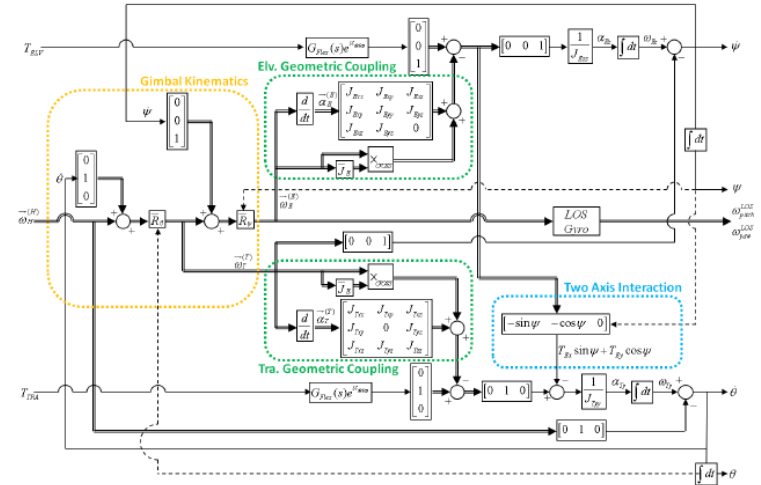 T_ELV
G_Flex(s)e
0
0
1
[0 0 1]
1
J_Ezz
α_Ez
∫dt
ω_Ez
ψ̇
Elv. Geometric Coupling
Gimbal Kinematics
ψ̇
0
0
1
d
dt
α_E^(E)
J_Exx J_Exy J_Exz
J_Exy J_Eyy J_Eyz
J_Exz J_Eyz 0
J_E
×
cross
∫dt
θ̇
0
1
0
ω_H^(H)
R_θ
R_ψ
ω_E^(E)
ψ
LOS
Gyro
ω_pitch^LOS
ω_yaw^LOS
[0 0 1]
ω_T^(T)
J_E
×
cross
d
dt
α_T^(T)
J_Txx J_Txy J_Txz
J_Txy 0 J_Tyz
J_Txz J_Tyz J_Tzz
Tra. Geometric Coupling
Two Axis Interaction
[-sinψ -cosψ 0]
T_Ex sinψ + T_Ey cosψ
T_TRA
G_Flex(s)e
0
1
0
[0 1 0]
1
J_Tyy
α_Ty
∫dt
ω_Ty
θ̇
[0 1 0]
∫dt
θ